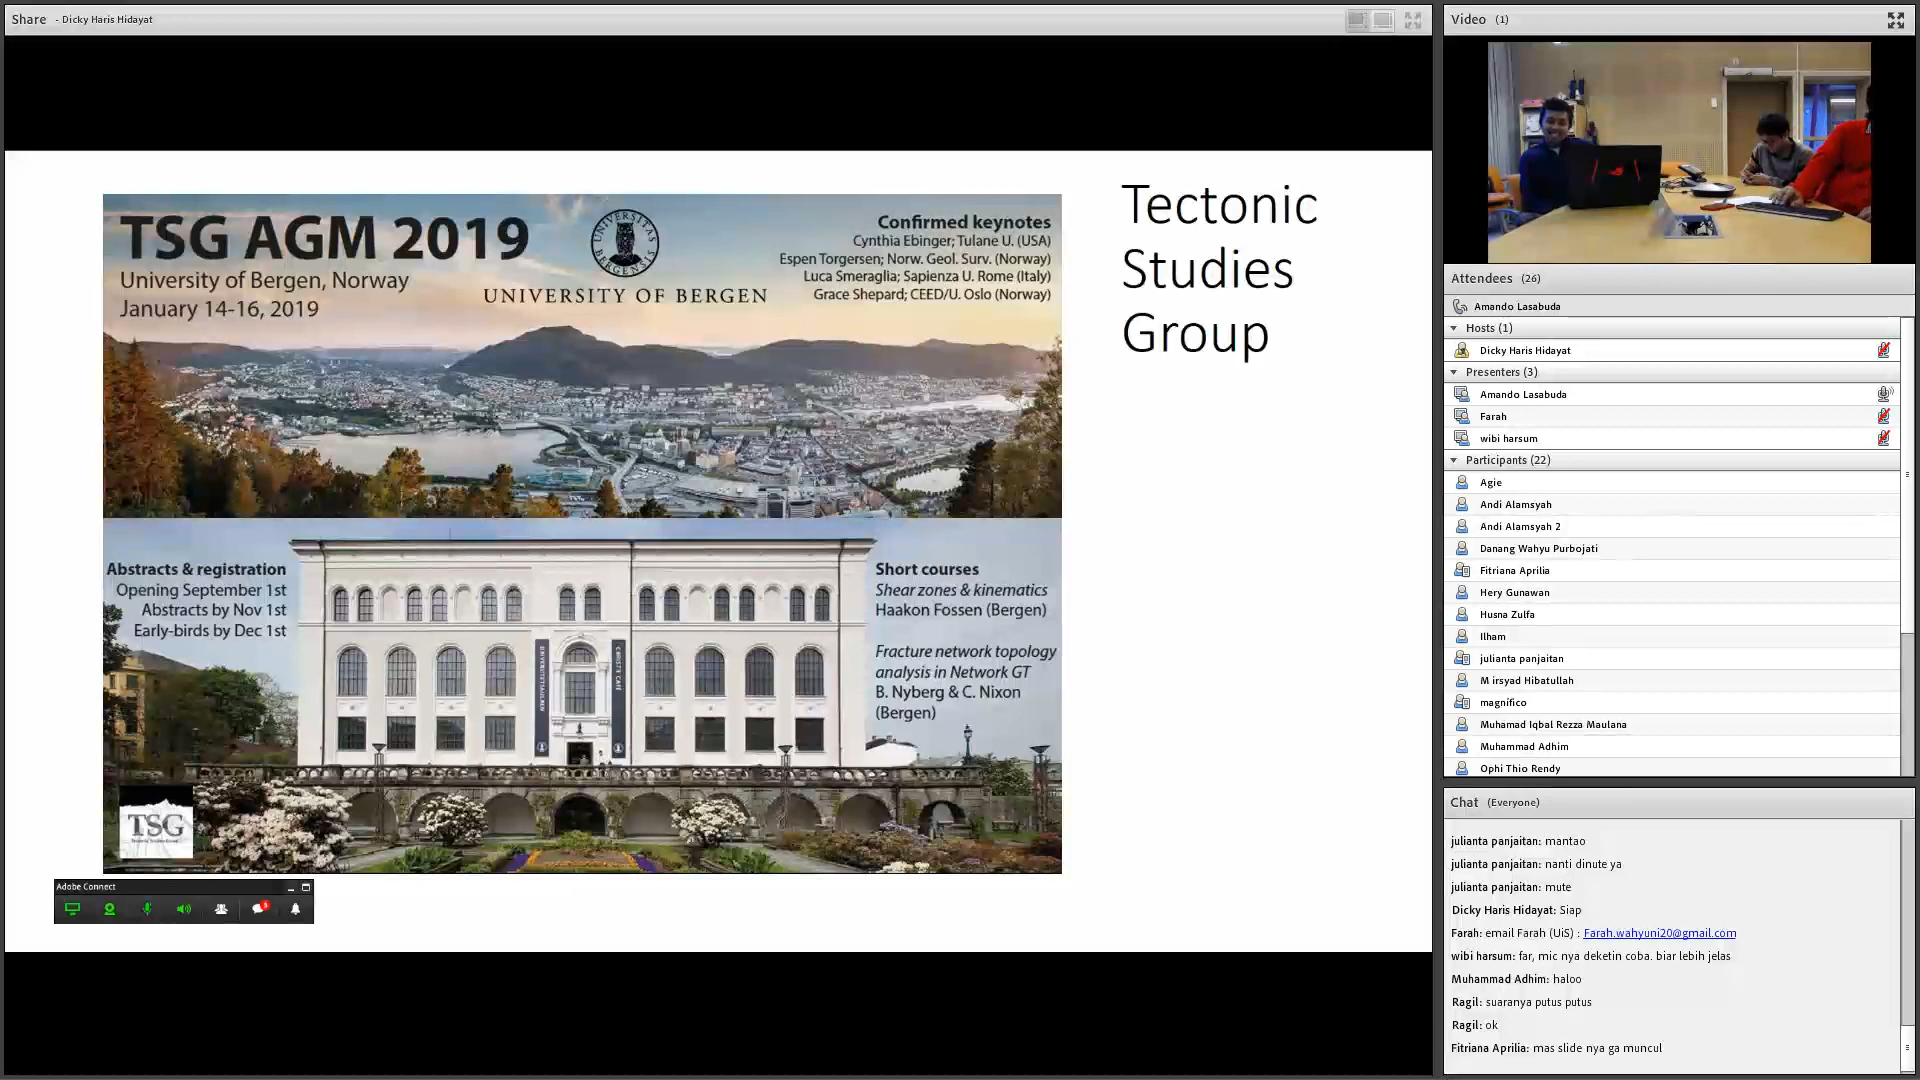 Share - Dicky Haris Hidayat
TSG AGM 2019
University of Bergen, Norway
January 14-16, 2019
UNIVERSITAS
BERGENSIS
UNIVERSITY OF BERGEN
Confirmed keynotes
Cynthia Ebinger; Tulane U. (USA)
Espen Torgersen; Norw. Geol. Surv. (Norway)
Luca Smeraglia; Sapienza U. Rome (Italy)
Grace Shepard; CEED/U. Oslo (Norway)
Abstracts & registration
Opening September 1st
Abstracts by Nov 1st
Early-birds by Dec 1st
Short courses
Shear zones & kinematics
Haakon Fossen (Bergen)
Fracture network topology
analysis in Network GT
B. Nyberg & C. Nixon
(Bergen)
TSG
Tectonic
Studies
Group
Adobe Connect
Video (1)
Attendees (26)
Amando Lasabuda
Hosts (1)
Dicky Haris Hidayat
Presenters (3)
Amando Lasabuda
Farah
wibi harsum
Participants (22)
Agie
Andi Alamsyah
Andi Alamsyah 2
Danang Wahyu Purbojati
Fitriana Aprilia
Hery Gunawan
Husna Zulfa
Ilham
julianta panjaitan
M irsyad Hibatullah
magnifico
Muhamad Iqbal Rezza Maulana
Muhammad Adhim
Ophi Thio Rendy
Chat (Everyone)
julianta panjaitan: mantao
julianta panjaitan: nanti dinute ya
julianta panjaitan: mute
Dicky Haris Hidayat: Siap
Farah: email Farah (UiS) : Farah.wahyuni20@gmail.com
wibi harsum: far, mic nya deketin coba. biar lebih jelas
Muhammad Adhim: haloo
Ragil: suaranya putus putus
Ragil: ok
Fitriana Aprilia: mas slide nya ga muncul